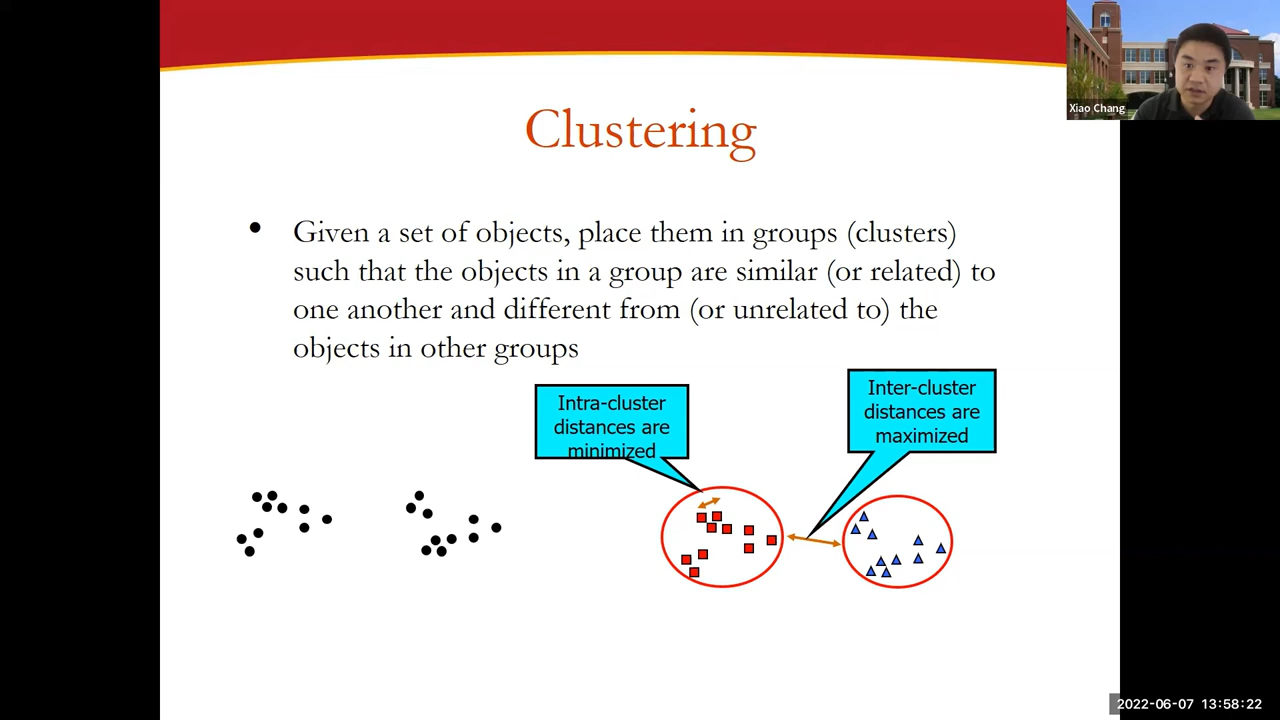 Xiao Chang
Clustering
• Given a set of objects, place them in groups (clusters)
such that the objects in a group are similar (or related) to
one another and different from (or unrelated to) the
objects in other groups
Intra-cluster
distances are
minimized
Inter-cluster
distances are
maximized
2022-06-07 13:58:22